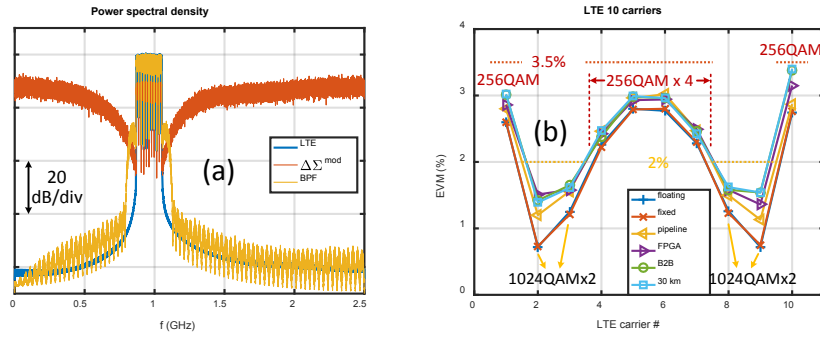 Power spectral density
LTE
ΔΣ mod
BPF
(a)
20
dB/div
0
0.5
1
1.5
2
2.5
f (GHz)
LTE 10 carriers
256QAM
3.5%
256QAM
256QAM x 4
(b)
2%
floating
fixed
pipeline
FPGA
B2B
30 km
1024QAMx2
1024QAMx2
EVM (%)
4
3
2
1
0
0
2
4
6
8
10
LTE carrier #